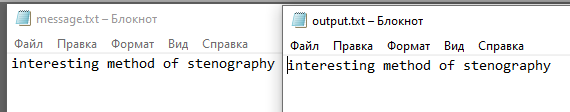 message.txt – Блокнот
Файл Правка Формат Вид Справка
interesting method of stenography
output.txt – Блокнот
Файл Правка Формат Вид Справка
interesting method of stenography